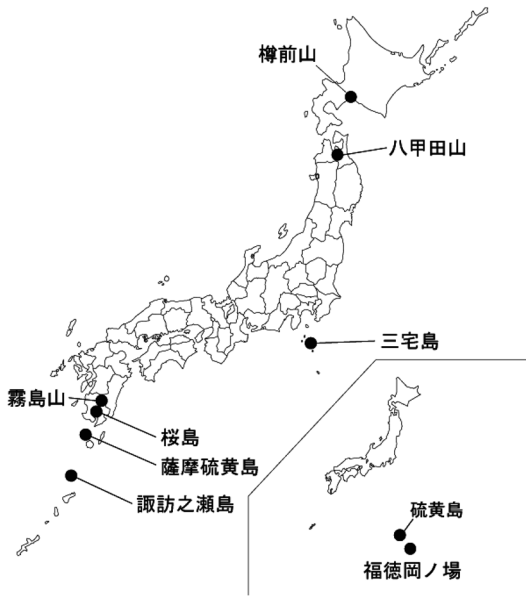 樽前山
八甲田山
三宅島
霧島山
桜島
薩摩硫黄島
諏訪之瀬島
硫黄島
福徳岡ノ場